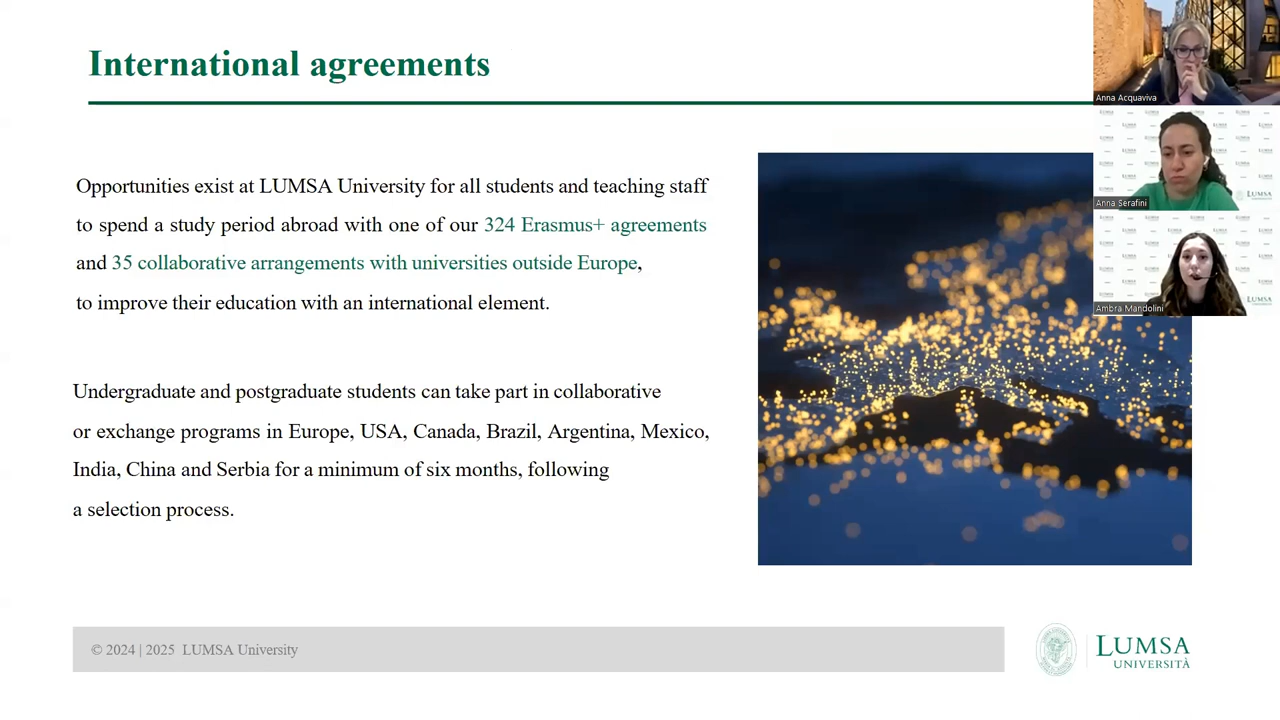 International agreements
Opportunities exist at LUMSA University for all students and teaching staff
to spend a study period abroad with one of our 324 Erasmus+ agreements
and 35 collaborative arrangements with universities outside Europe,
to improve their education with an international element.
Undergraduate and postgraduate students can take part in collaborative
or exchange programs in Europe, USA, Canada, Brazil, Argentina, Mexico,
India, China and Serbia for a minimum of six months, following
a selection process.
© 2024 | 2025 LUMSA University
LUMSA
UNIVERSITÀ
Anna Acquaviva
LUMSA
Anna Serafini
LUMSA
Ambra Mandolini